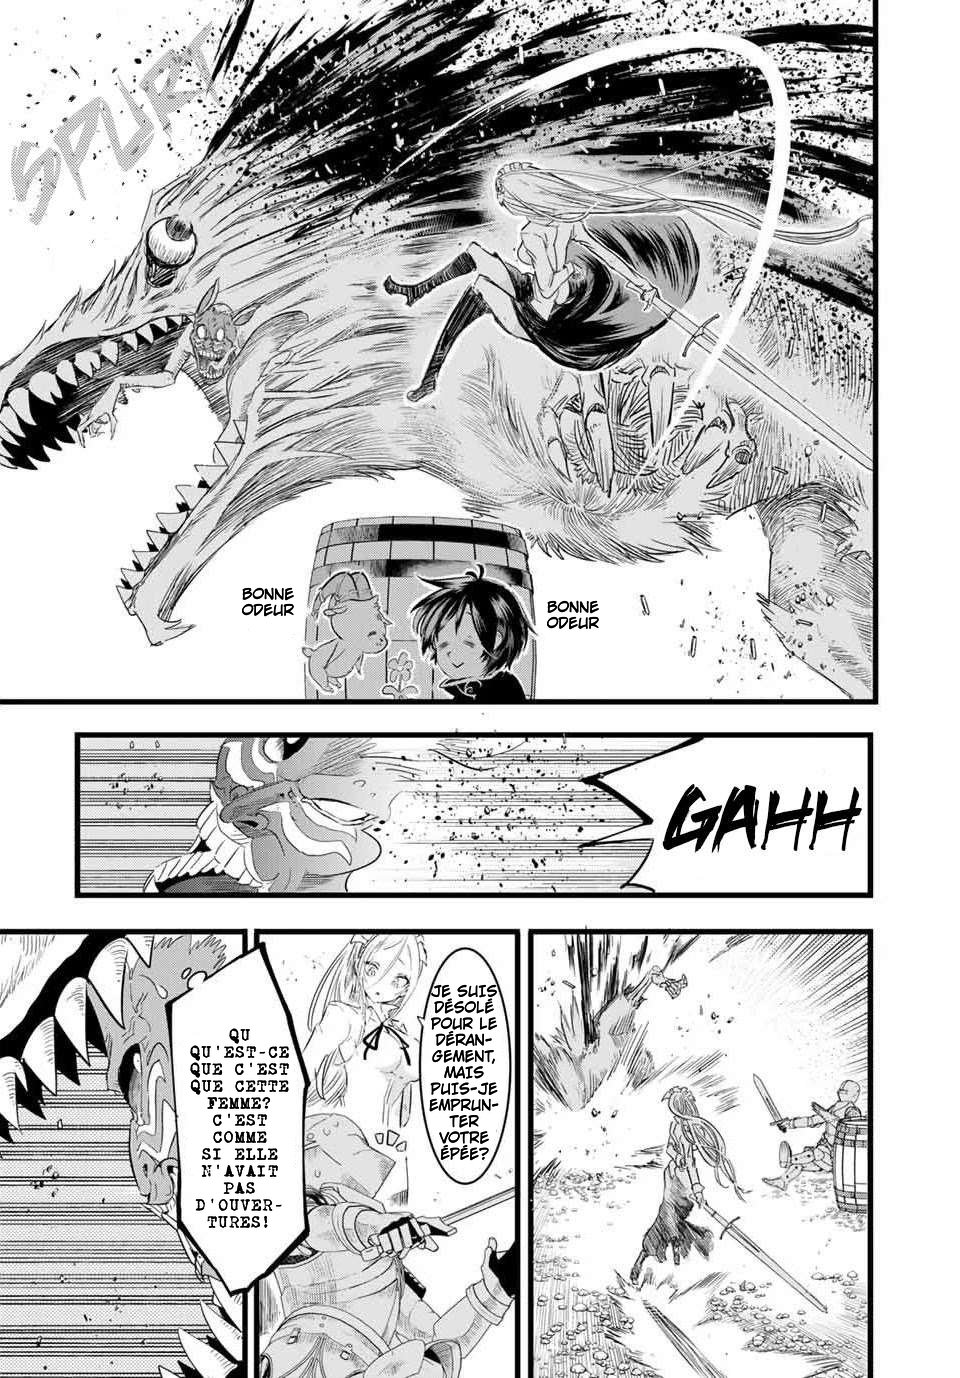 SPURT
BONNE
ODEUR
BONNE
ODEUR
GAHH
JE SUIS
DÉSOLÉ
POUR LE
DÉRAN-
GEMENT,
MAIS
PUIS-JE
EMPRUN-
TER
VOTRE
ÉPÉE?
QU
QU'EST-CE
QUE C'EST
QUE CETTE
FEMME?
C'EST
COMME
SI ELLE
N'AVAIT
PAS
D'OUVER-
TURES!